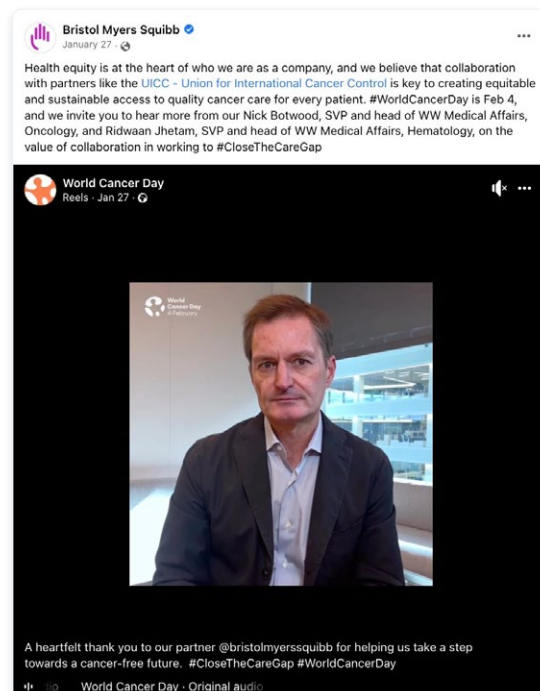 Bristol Myers Squibb
January 27 ·
Health equity is at the heart of who we are as a company, and we believe that collaboration
with partners like the UICC - Union for International Cancer Control is key to creating equitable
and sustainable access to quality cancer care for every patient. #WorldCancerDay is Feb 4,
and we invite you to hear more from our Nick Botwood, SVP and head of WW Medical Affairs,
Oncology, and Ridwaan Jhetam, SVP and head of WW Medical Affairs, Hematology, on the
value of collaboration in working to #CloseTheCareGap
World Cancer Day
Reels · Jan 27 ·
World
Cancer Day
4 February
A heartfelt thank you to our partner @bristolmyerssquibb for helping us take a step
towards a cancer-free future. #CloseTheCareGap #WorldCancerDay
World Cancer Day · Original audio